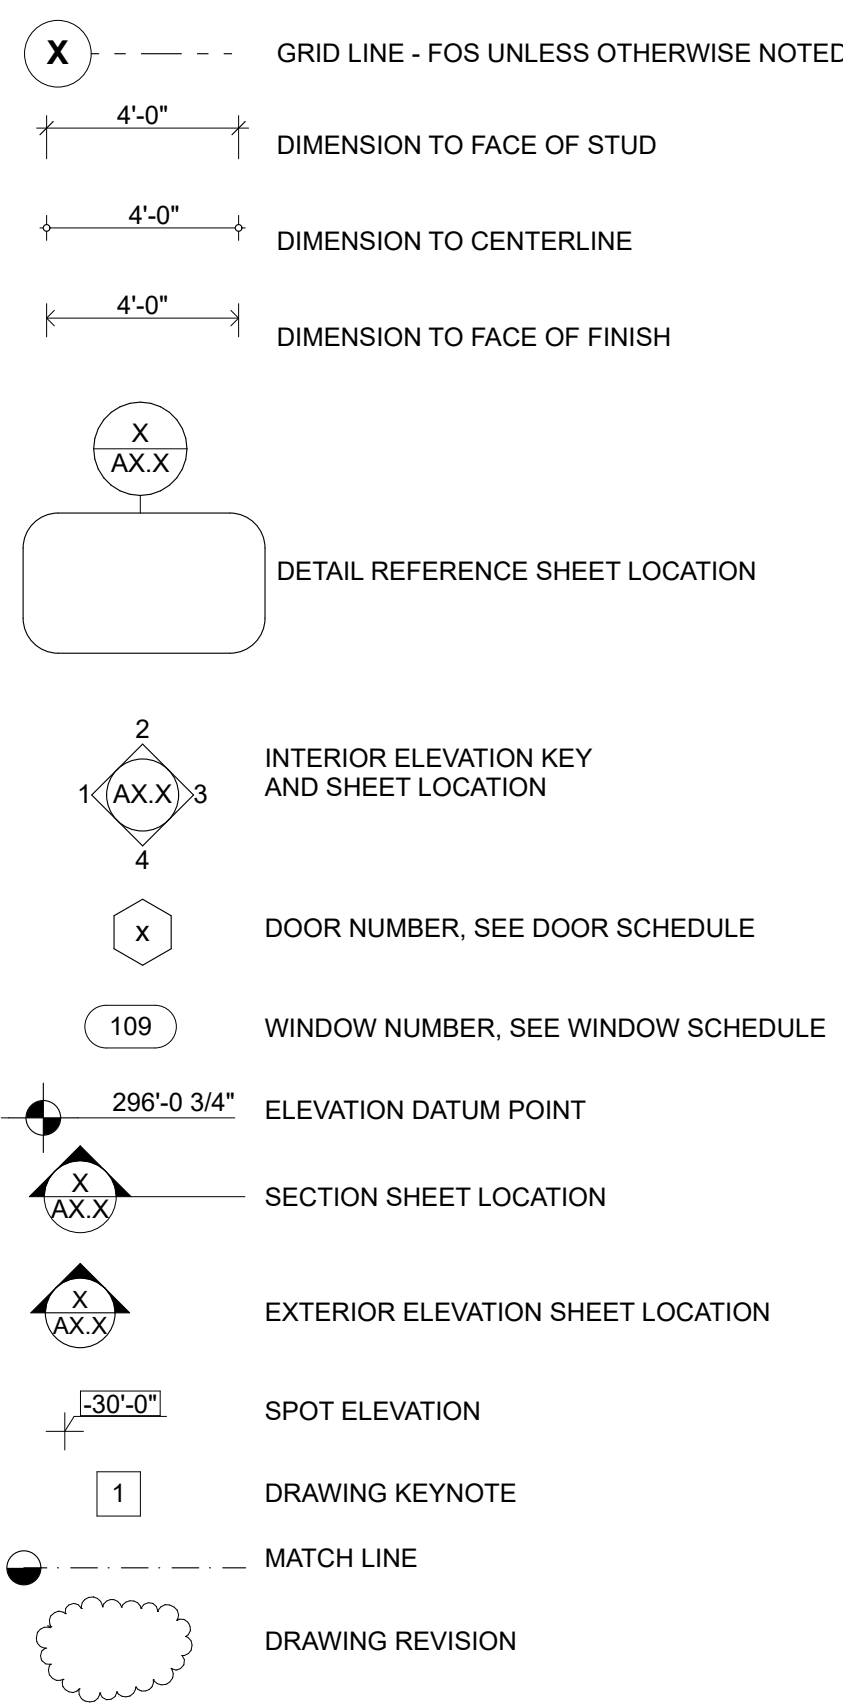 X
GRID LINE - FOS UNLESS OTHERWISE NOTED
4'-0"
DIMENSION TO FACE OF STUD
4'-0"
DIMENSION TO CENTERLINE
4'-0"
DIMENSION TO FACE OF FINISH
X
AX.X
DETAIL REFERENCE SHEET LOCATION
2
1 AX.X 3
4
INTERIOR ELEVATION KEY
AND SHEET LOCATION
x
DOOR NUMBER, SEE DOOR SCHEDULE
109
WINDOW NUMBER, SEE WINDOW SCHEDULE
296'-0 3/4"
ELEVATION DATUM POINT
X
AX.X
SECTION SHEET LOCATION
X
AX.X
EXTERIOR ELEVATION SHEET LOCATION
-30'-0"
SPOT ELEVATION
1
DRAWING KEYNOTE
MATCH LINE
DRAWING REVISION